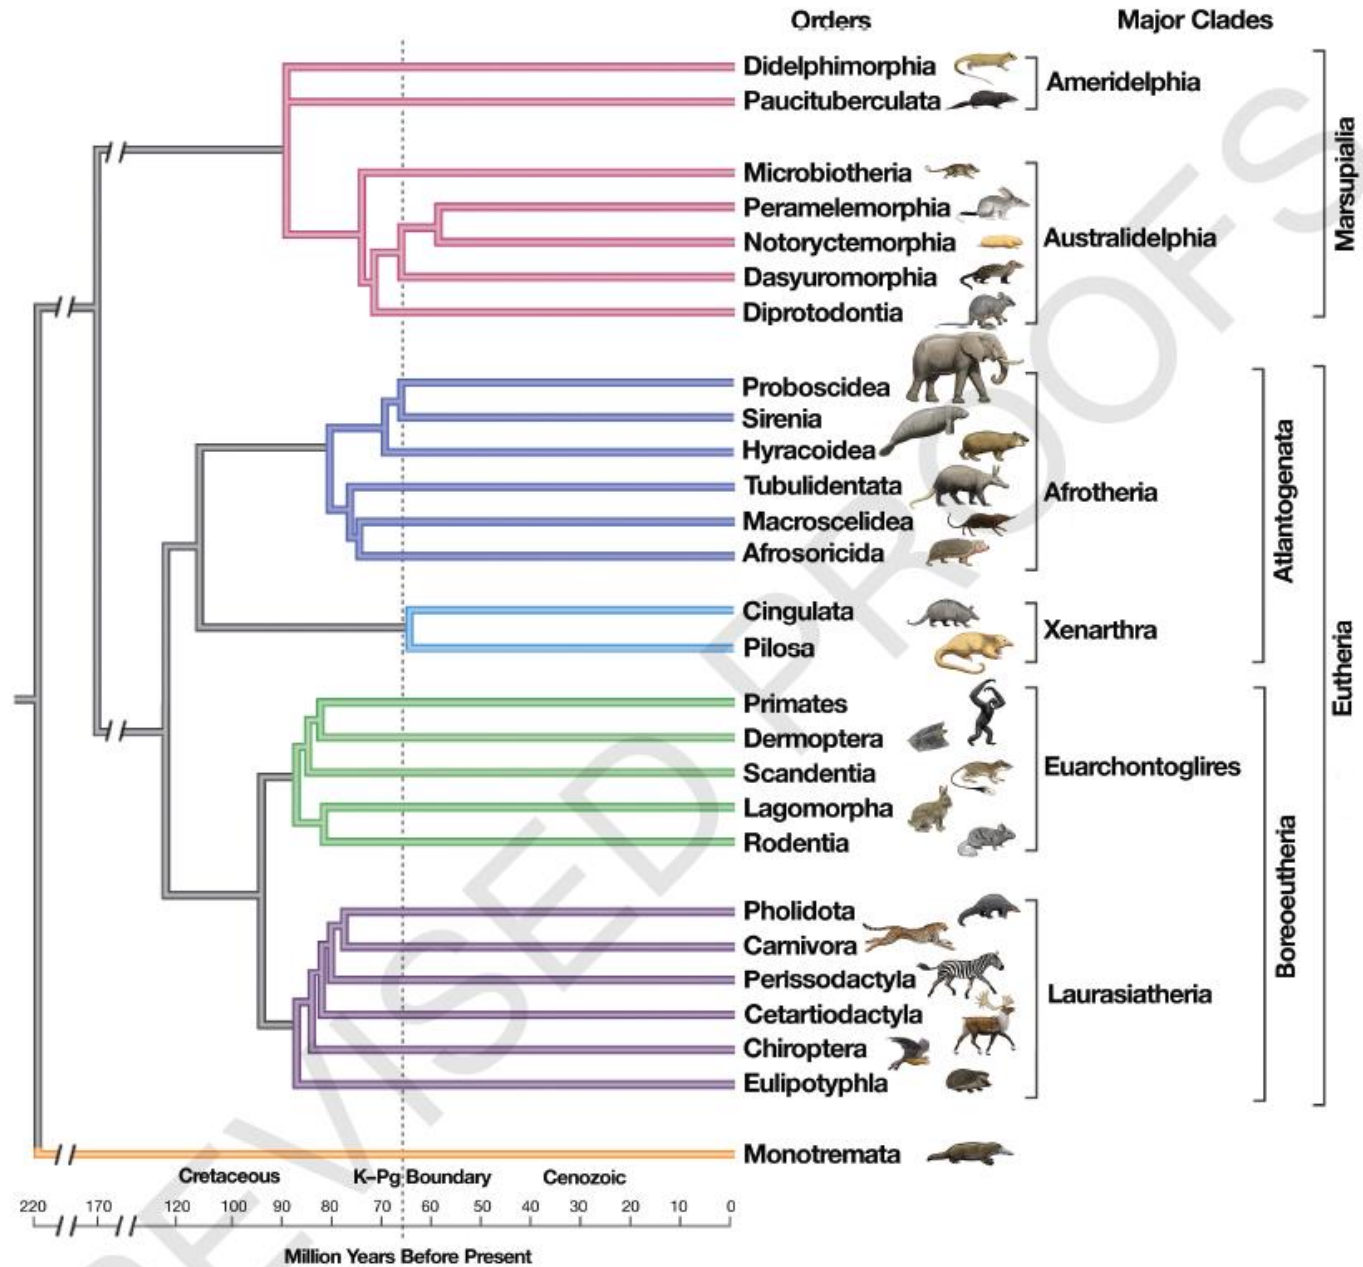 Orders Major Clades
Didelphimorphia
Ameridelphia
Paucituberculata
Marsupialia
Microbiotheria
Peramelemorphia
Australidelphia
Notoryctemorphia
Dasyuromorphia
Diprotodontia
Proboscidea
Sirenia
Hyracoidea
Tubulidentata
Afrotheria
Atlantogenata
Macroscelidea
Afrosoricida
Cingulata
Xenarthra
Pilosa
Eutheria
Primates
Dermoptera
Euarchontoglires
Scandentia
Lagomorpha
Rodentia
Boreoeutheria
Pholidota
Carnivora
Perissodactyla
Laurasiatheria
Cetartiodactyla
Chiroptera
Eulipotyphla
Monotremata
Cretaceous K–Pg Boundary Cenozoic
220 170 120 100 90 80 70 60 50 40 30 20 10 0
Million Years Before Present
REVISED PROOFS